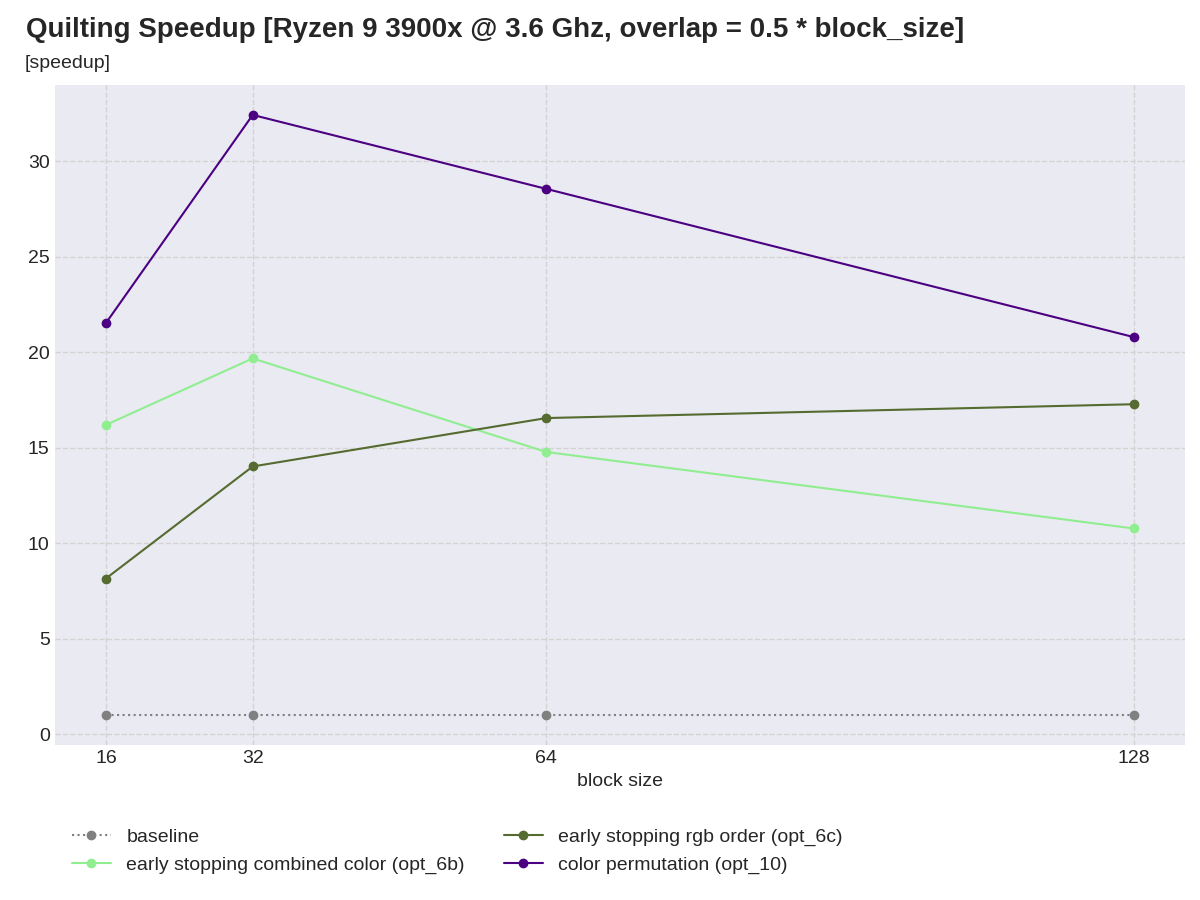 Quilting Speedup [Ryzen 9 3900x @ 3.6 Ghz, overlap = 0.5 * block_size]
[speedup]
30
25
20
15
10
5
0
16 32 64 128
block size
baseline
early stopping combined color (opt_6b)
early stopping rgb order (opt_6c)
color permutation (opt_10)